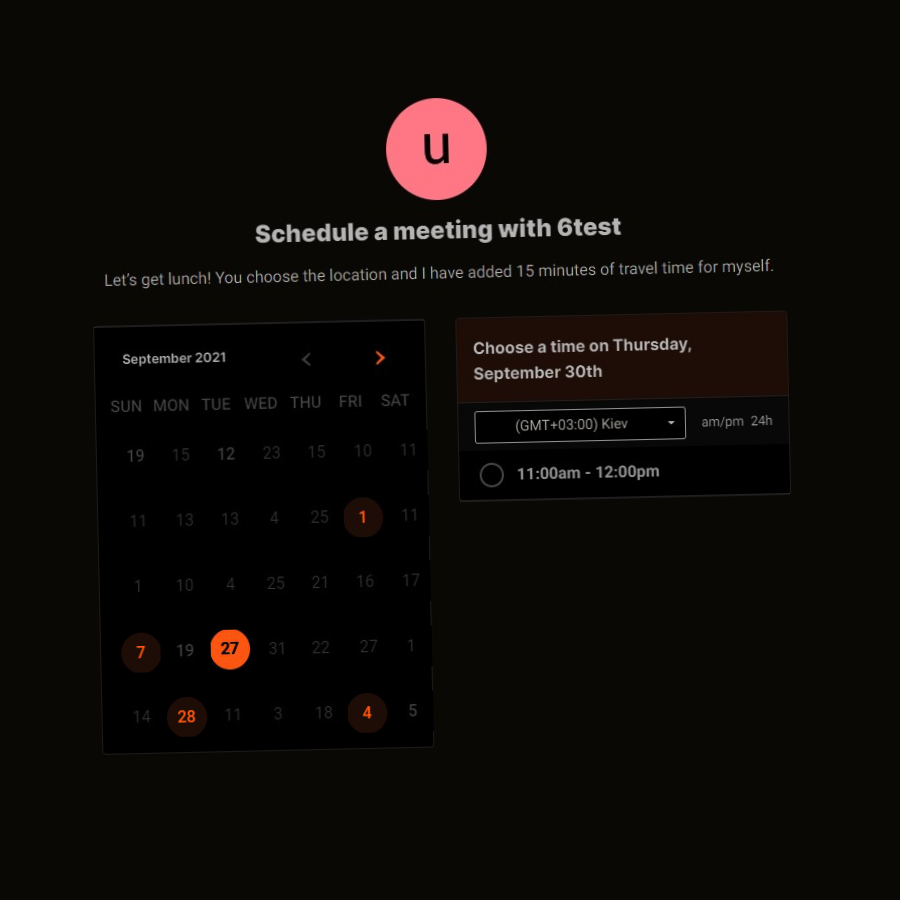 u
Schedule a meeting with 6test
Let's get lunch! You choose the location and I have added 15 minutes of travel time for myself.
September 2021
SUN MON TUE WED THU FRI SAT
19 15 12 23 15 10 11
11 13 13 4 25 1 11
1 10 4 25 21 16 17
7 19 27 31 22 27 1
14 28 11 3 18 4 5
Choose a time on Thursday,
September 30th
(GMT+03:00) Kiev am/pm 24h
11:00am - 12:00pm